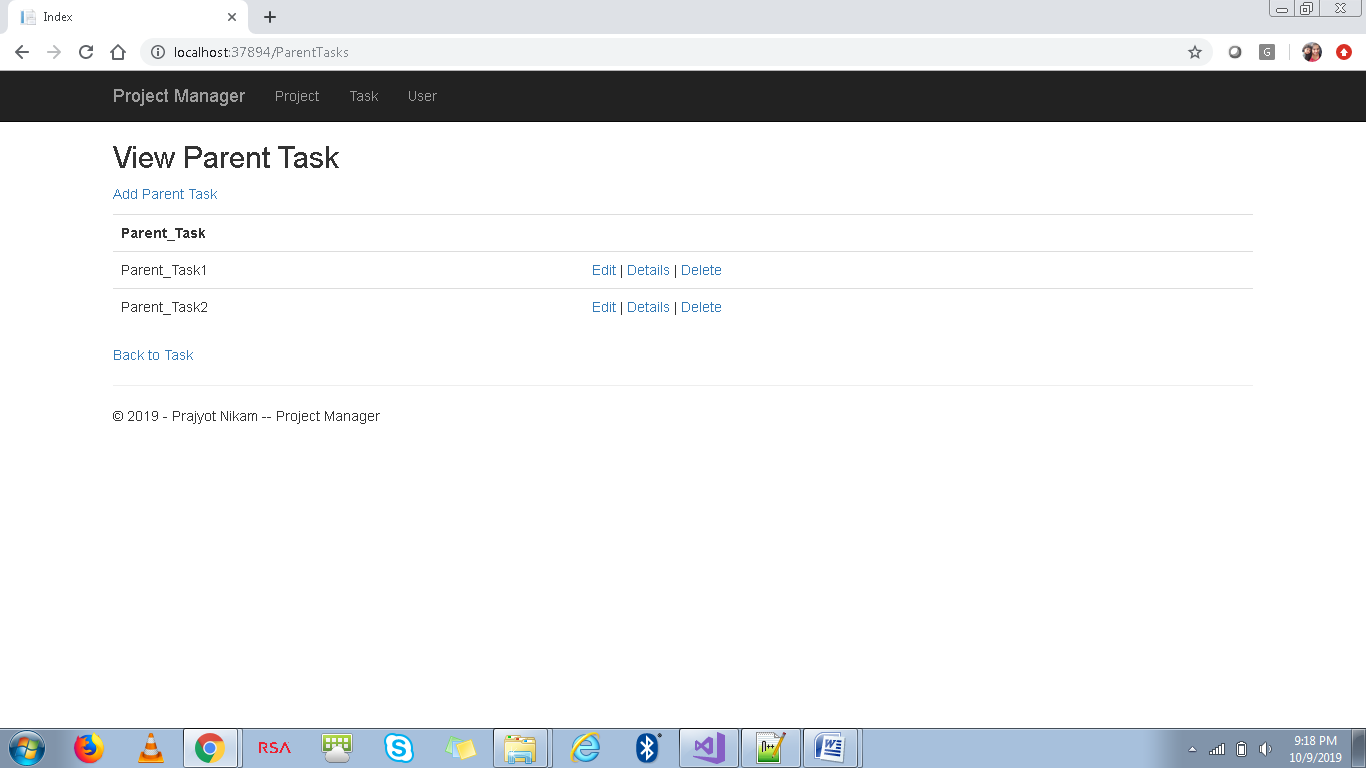 Index
localhost:37894/ParentTasks
G
Project Manager Project Task User
View Parent Task
Add Parent Task
Parent_Task
Parent_Task1 Edit | Details | Delete
Parent_Task2 Edit | Details | Delete
Back to Task
© 2019 - Prajyot Nikam -- Project Manager
RSA
9:18 PM
10/9/2019